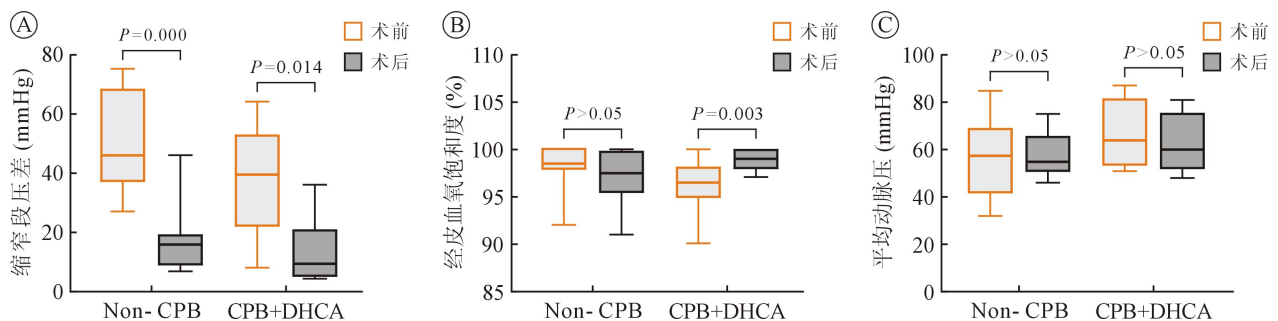 A
术前
术后
P=0.000
P=0.014
80
60
40
20
0
缩窄段压差 (mmHg)
Non- CPB
CPB+DHCA
B
术前
术后
P>0.05
P=0.003
110
105
100
95
90
85
经皮血氧饱和度 (%)
Non- CPB
CPB+DHCA
C
术前
术后
P>0.05
P>0.05
100
80
60
40
20
0
平均动脉压 (mmHg)
Non- CPB
CPB+DHCA